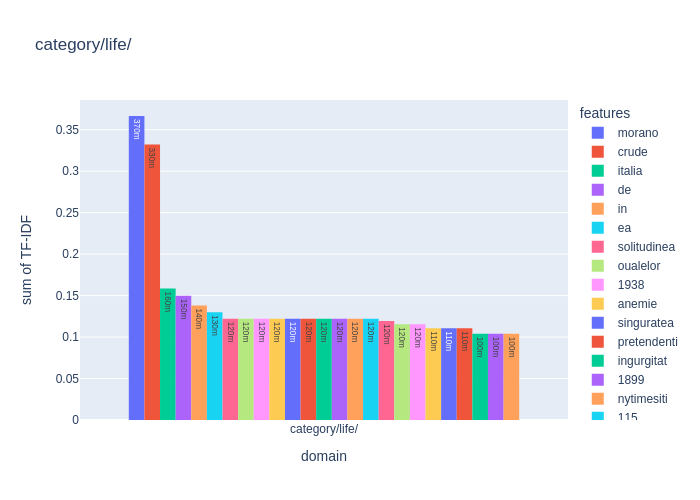 category/life/
features
morano
crude
italia
de
in
ea
solitudinea
oualelor
1938
anemie
singuratea
pretendenti
ingurgitat
1899
nytimesiti
115
sum of TF-IDF
0.35
0.3
0.25
0.2
0.15
0.1
0.05
0
370m
330m
160m
150m
140m
130m
120m
120m
120m
120m
120m
120m
120m
120m
120m
120m
120m
120m
120m
110m
110m
110m
100m
100m
100m
category/life/
domain